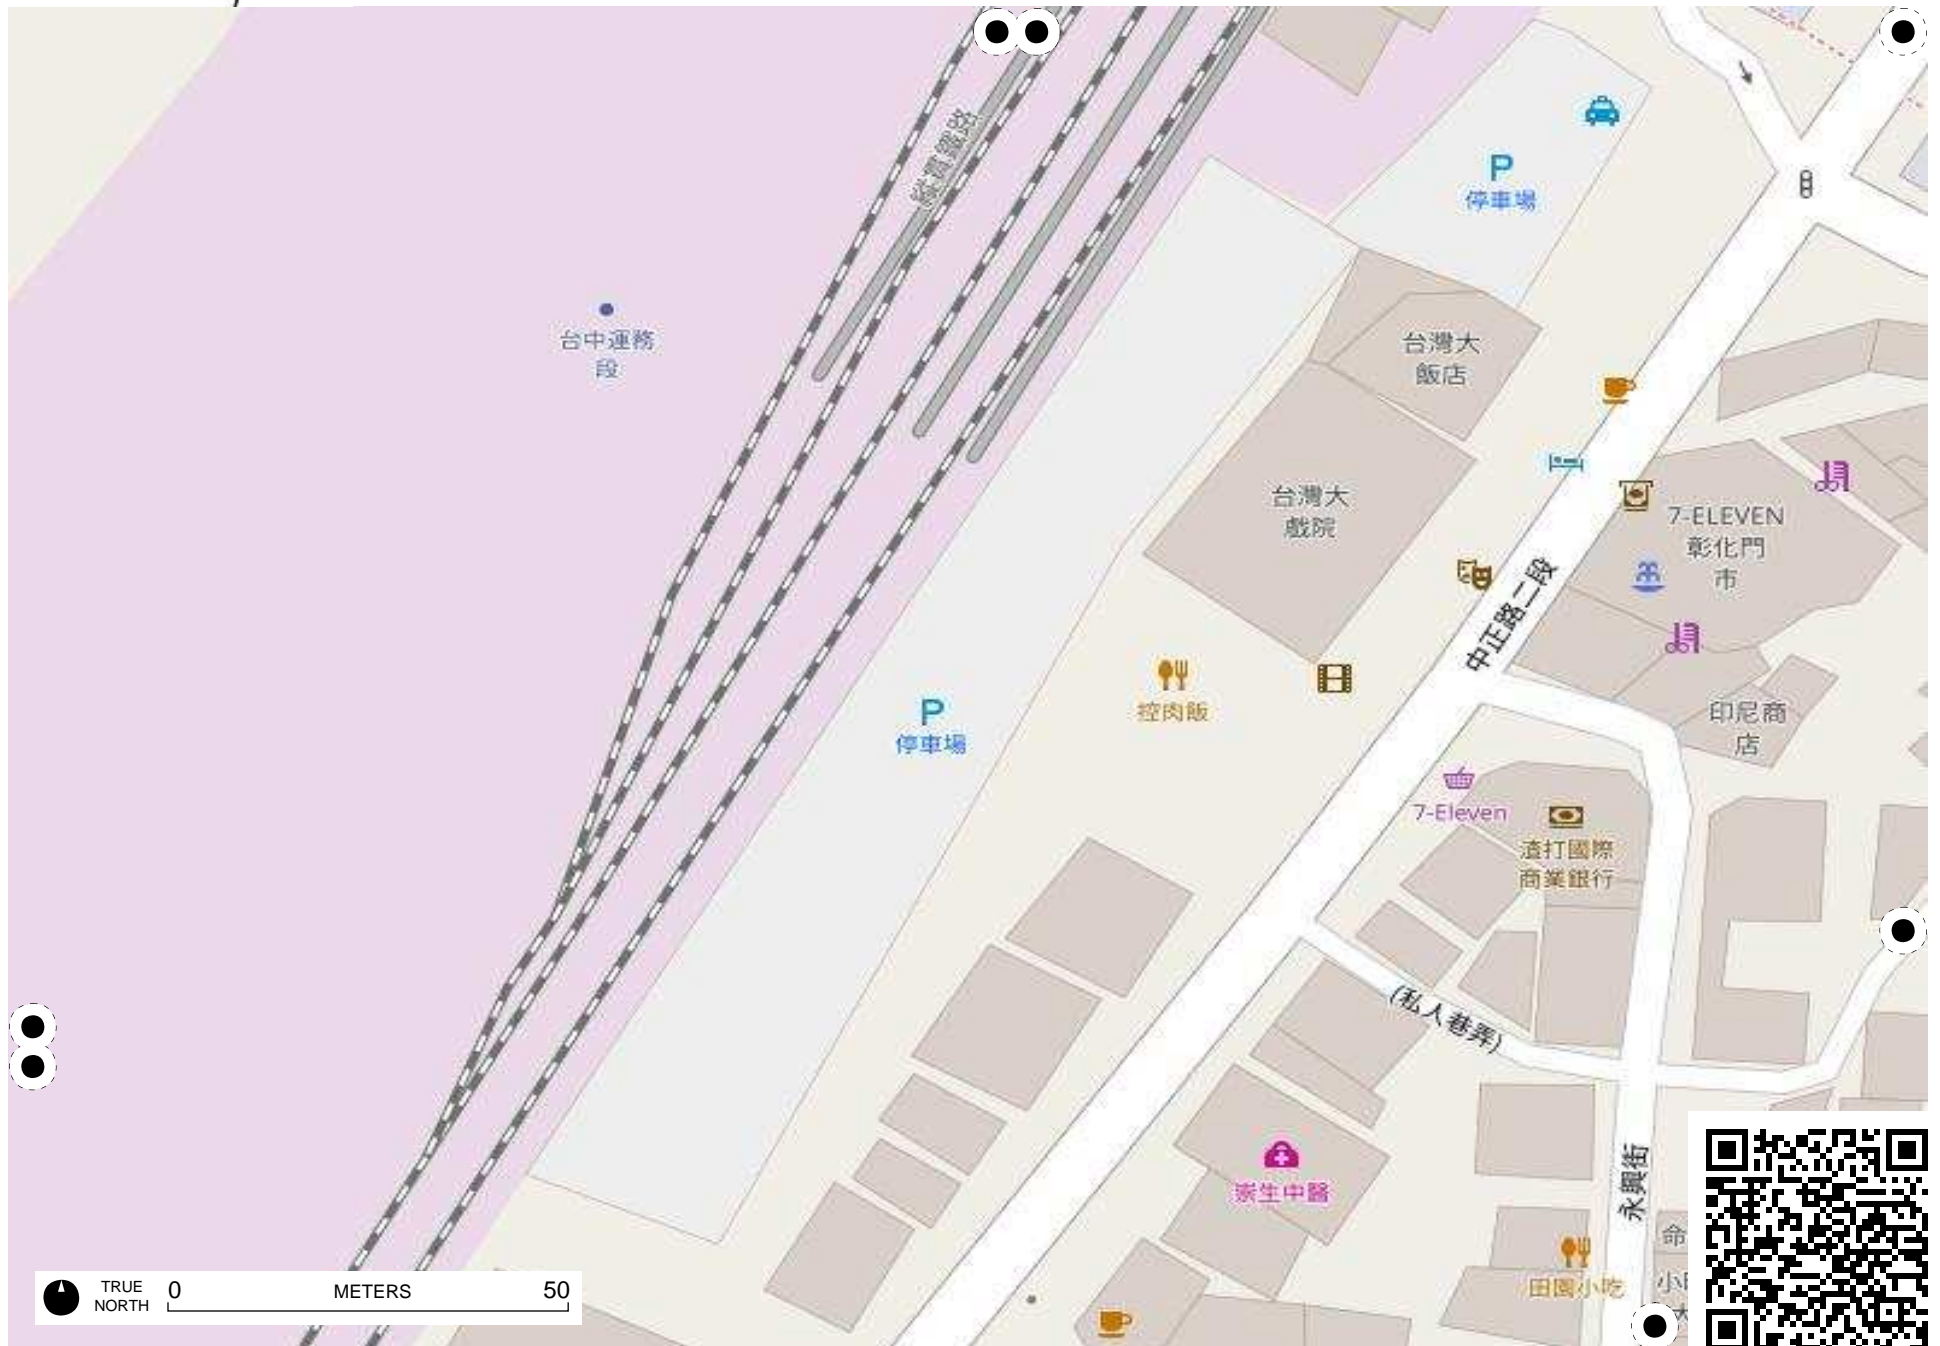 縱貫鐵路
P
停車場
台中運務
段
台灣大
飯店
台灣大
戲院
7-ELEVEN
彰化門
市
中正路二段
控肉飯
P
停車場
印尼商
店
7-Eleven
渣打國際
商業銀行
(私人巷弄)
崇生中醫
永興街
命
田園小吃
小
大
TRUE
NORTH
0 METERS 50